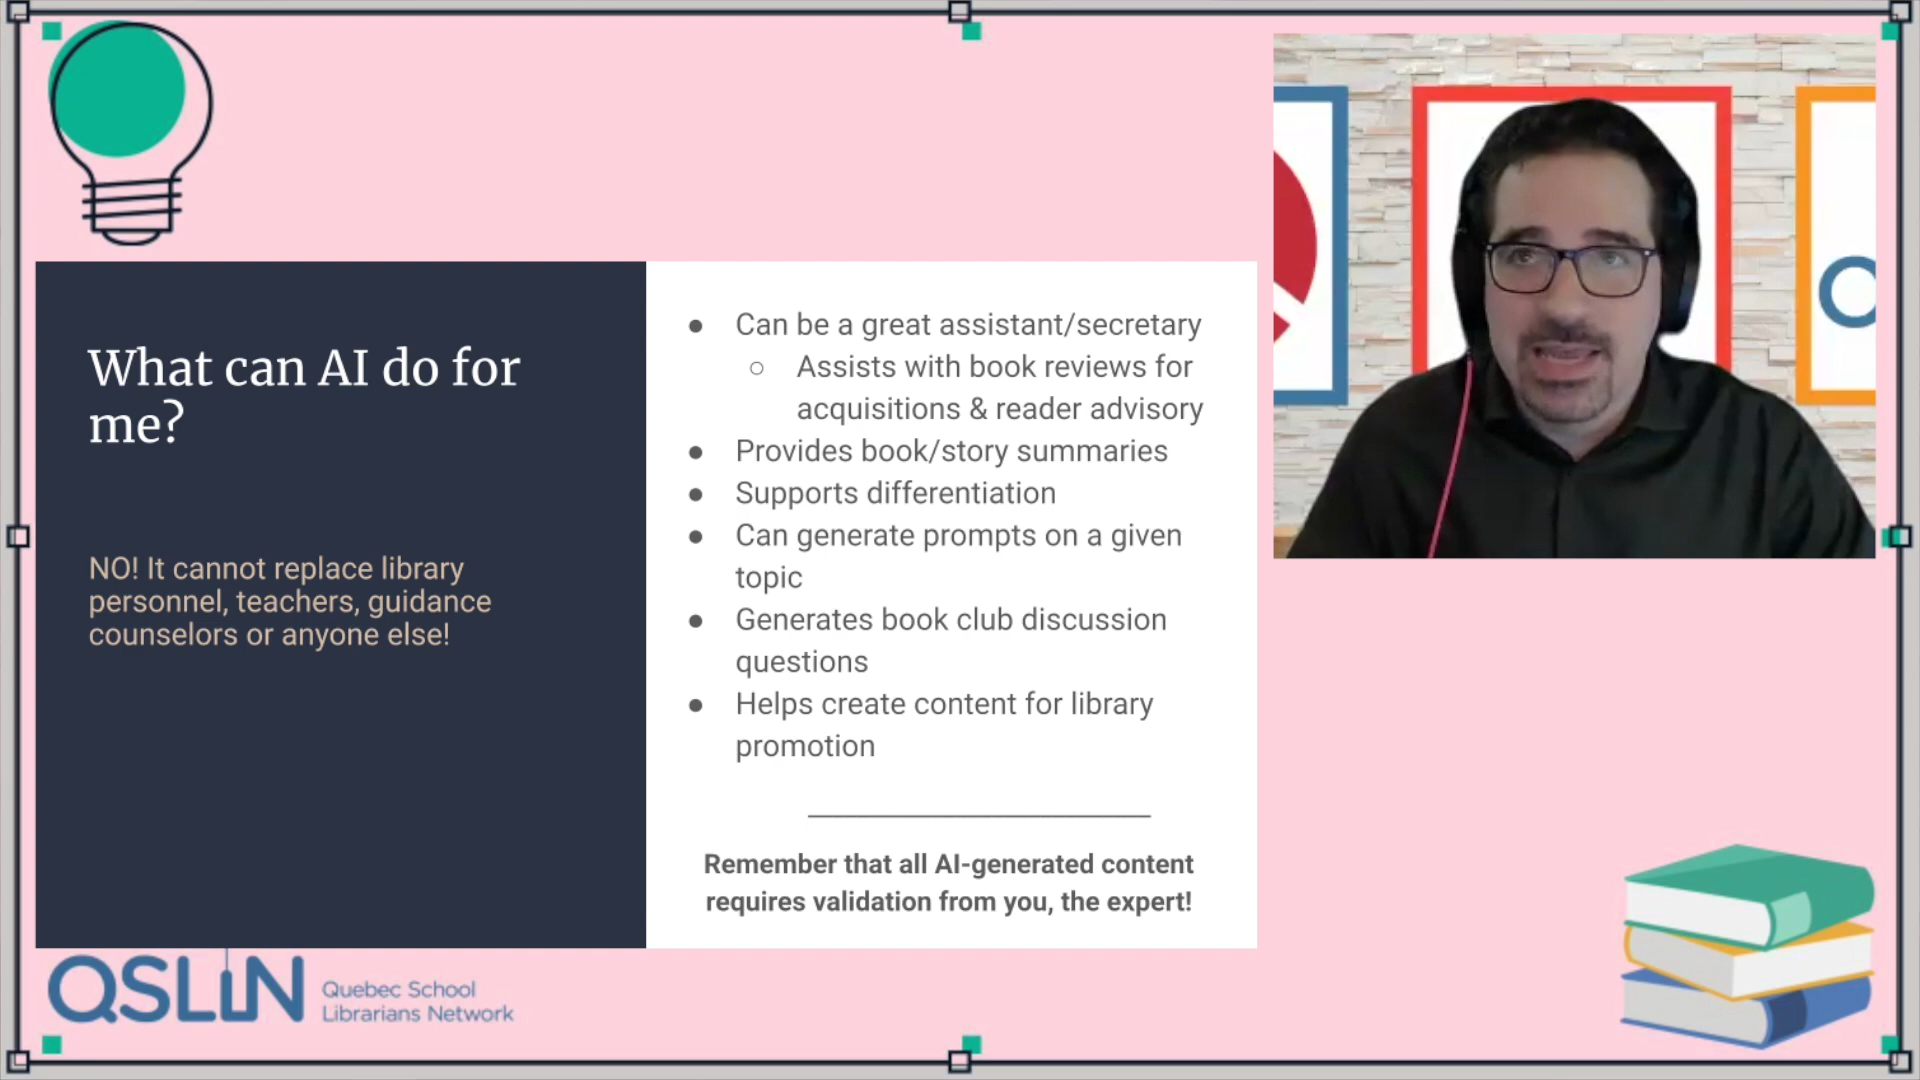 What can AI do for
me?
NO! It cannot replace library
personnel, teachers, guidance
counselors or anyone else!
● Can be a great assistant/secretary
○ Assists with book reviews for
acquisitions & reader advisory
● Provides book/story summaries
● Supports differentiation
● Can generate prompts on a given
topic
● Generates book club discussion
questions
● Helps create content for library
promotion
Remember that all AI-generated content
requires validation from you, the expert!
QSLiN
Quebec School
Librarians Network